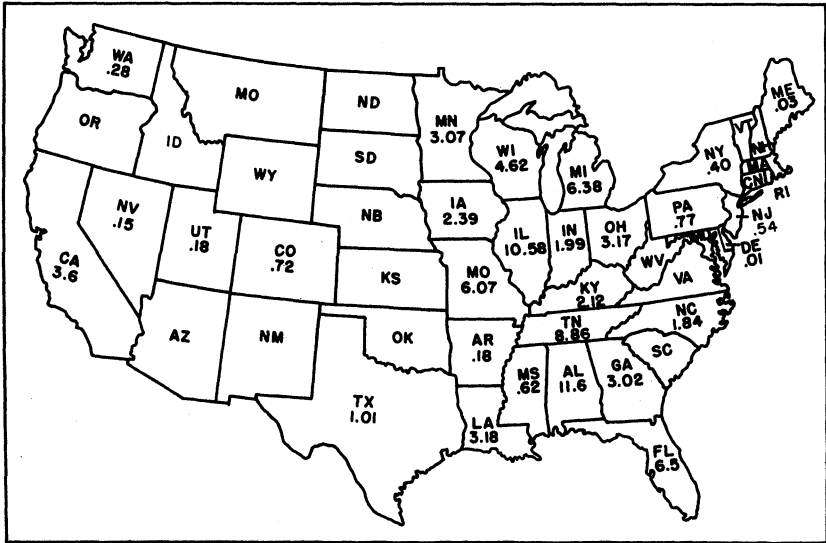 WA
.28
MO
ND
OR
ID
MN
3.07
SD
WY
WI
4.62
MI
6.38
NY
.40
VT
ME
.03
NH
MA
CN
RI
NV
.15
UT
.18
CO
.72
NB
IA
2.39
IL
10.58
IN
1.99
OH
3.17
PA
.77
NJ
.54
DE
.01
CA
3.6
KS
MO
6.07
KY
2.12
WV
VA
AZ
NM
OK
AR
.18
TN
8.86
NC
1.84
SC
TX
1.01
LA
3.18
MS
.62
AL
11.6
GA
3.02
FL
6.5